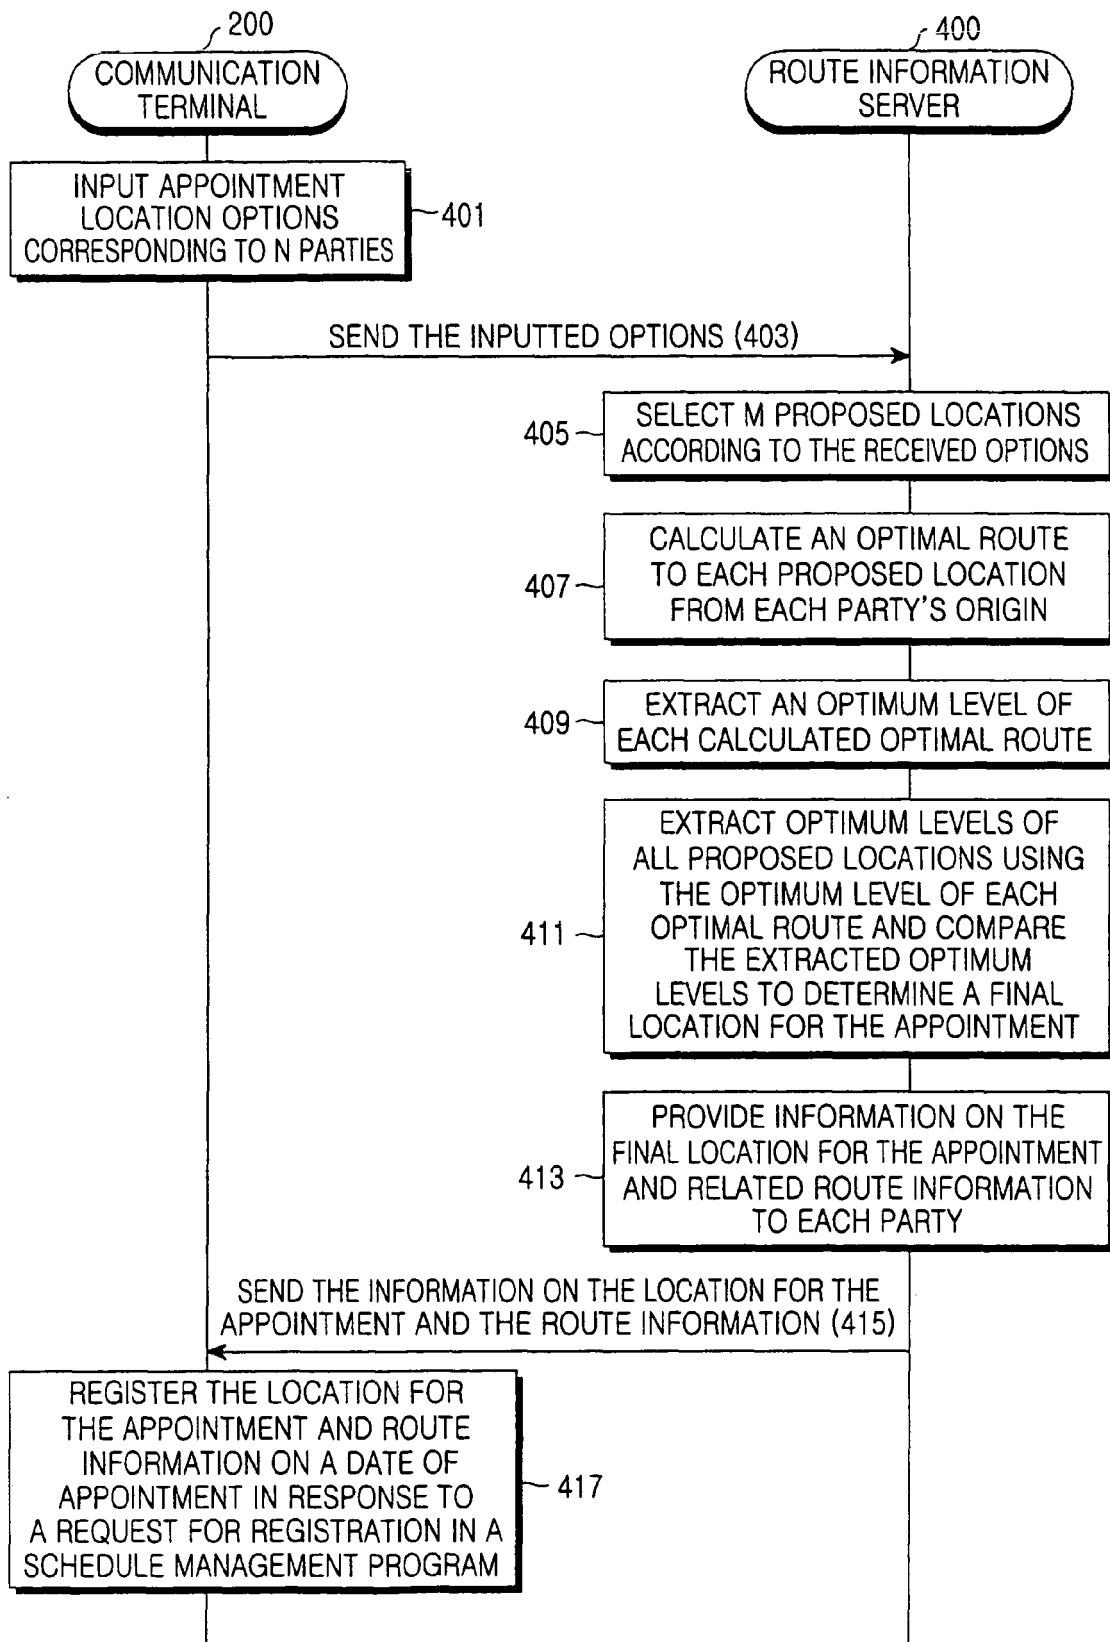 200
COMMUNICATION
TERMINAL
400
ROUTE INFORMATION
SERVER
INPUT APPOINTMENT
LOCATION OPTIONS
CORRESPONDING TO N PARTIES
401
SEND THE INPUTTED OPTIONS (403)
405
SELECT M PROPOSED LOCATIONS
ACCORDING TO THE RECEIVED OPTIONS
407
CALCULATE AN OPTIMAL ROUTE
TO EACH PROPOSED LOCATION
FROM EACH PARTY'S ORIGIN
409
EXTRACT AN OPTIMUM LEVEL OF
EACH CALCULATED OPTIMAL ROUTE
411
EXTRACT OPTIMUM LEVELS OF
ALL PROPOSED LOCATIONS USING
THE OPTIMUM LEVEL OF EACH
OPTIMAL ROUTE AND COMPARE
THE EXTRACTED OPTIMUM
LEVELS TO DETERMINE A FINAL
LOCATION FOR THE APPOINTMENT
413
PROVIDE INFORMATION ON THE
FINAL LOCATION FOR THE APPOINTMENT
AND RELATED ROUTE INFORMATION
TO EACH PARTY
SEND THE INFORMATION ON THE LOCATION FOR THE
APPOINTMENT AND THE ROUTE INFORMATION (415)
REGISTER THE LOCATION FOR
THE APPOINTMENT AND ROUTE
INFORMATION ON A DATE OF
APPOINTMENT IN RESPONSE TO
A REQUEST FOR REGISTRATION IN A
SCHEDULE MANAGEMENT PROGRAM
417